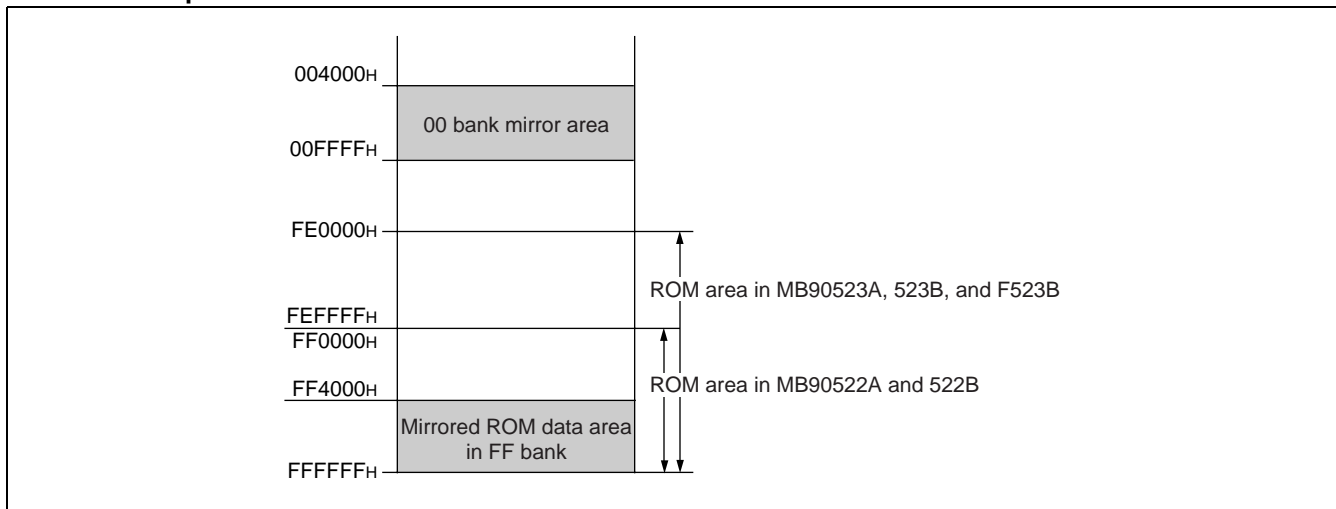 004000H
00 bank mirror area
00FFFFH
FE0000H
ROM area in MB90523A, 523B, and F523B
FEFFFFH
FF0000H
FF4000H
ROM area in MB90522A and 522B
Mirrored ROM data area
in FF bank
FFFFFFH